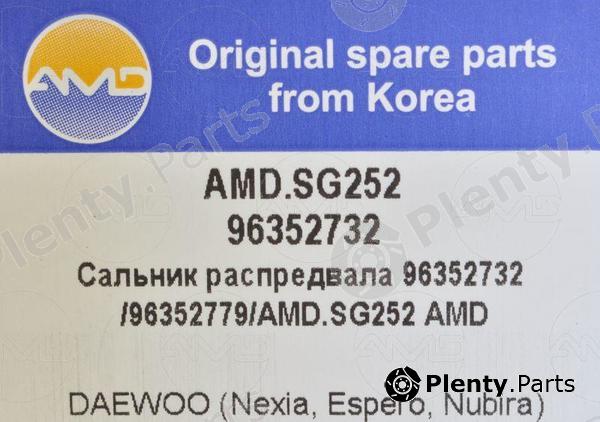 AMD
Original spare parts
from Korea
AMD.SG252
96352732
Сальник распредвала 96352732
/96352779/AMD.SG252 AMD
DAEWOO (Nexia, Espero, Nubira)
Plenty.Parts